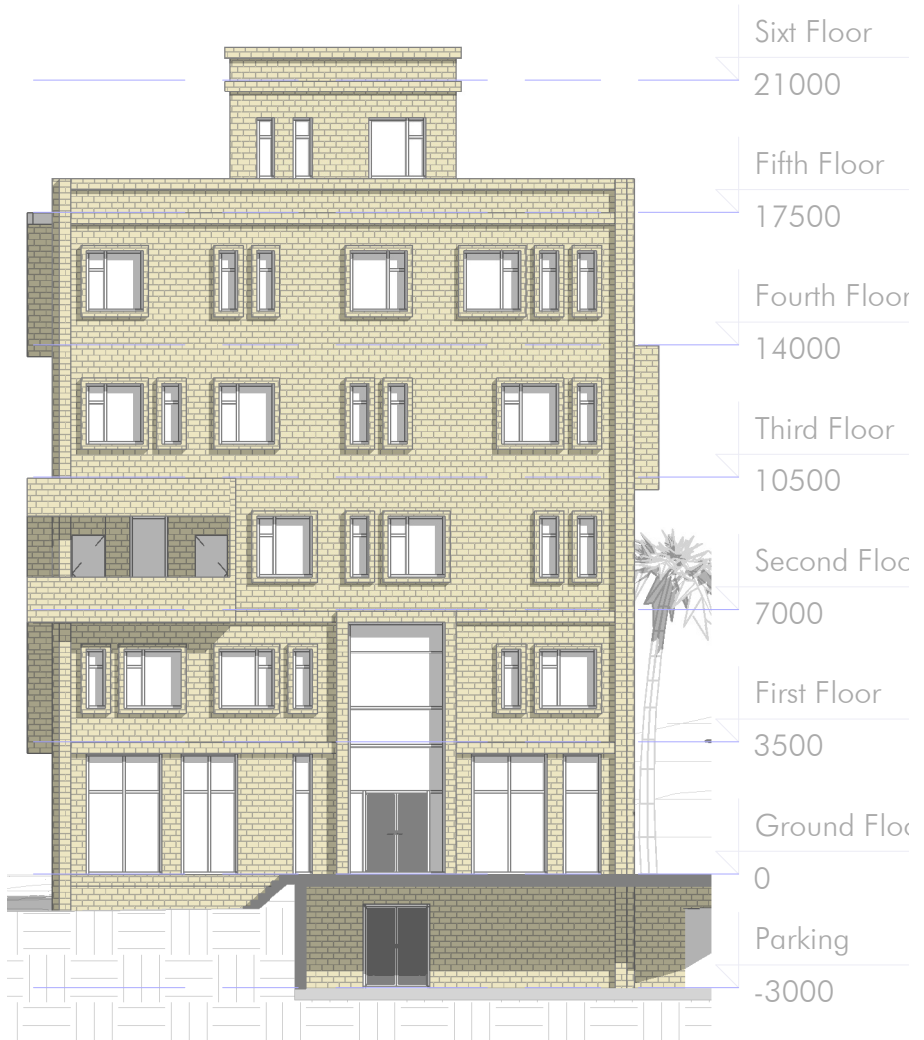 Sixt Floor
21000
Fifth Floor
17500
Fourth Floor
14000
Third Floor
10500
Second Floo
7000
First Floor
3500
Ground Floo
0
Parking
-3000